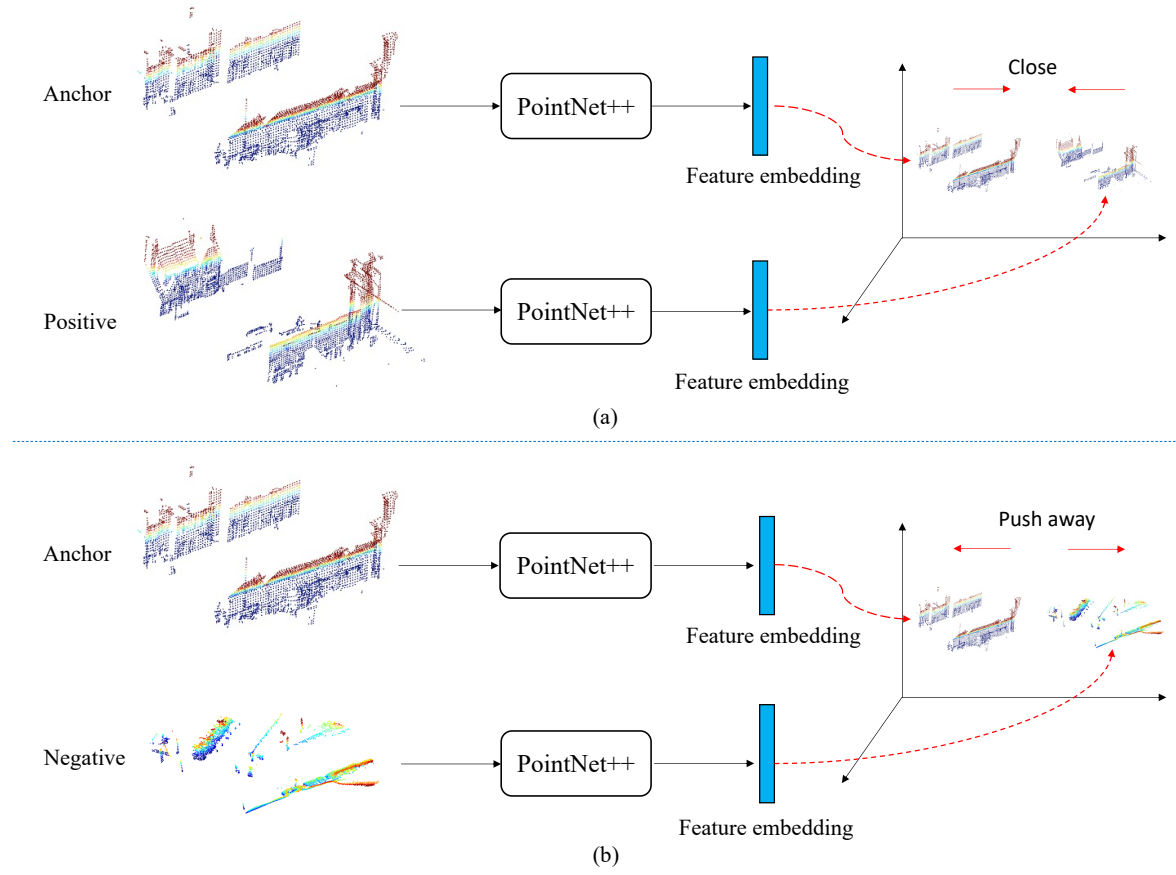 Anchor
PointNet++
Feature embedding
Close
Positive
PointNet++
Feature embedding
(a)
Anchor
PointNet++
Feature embedding
Push away
Negative
PointNet++
Feature embedding
(b)